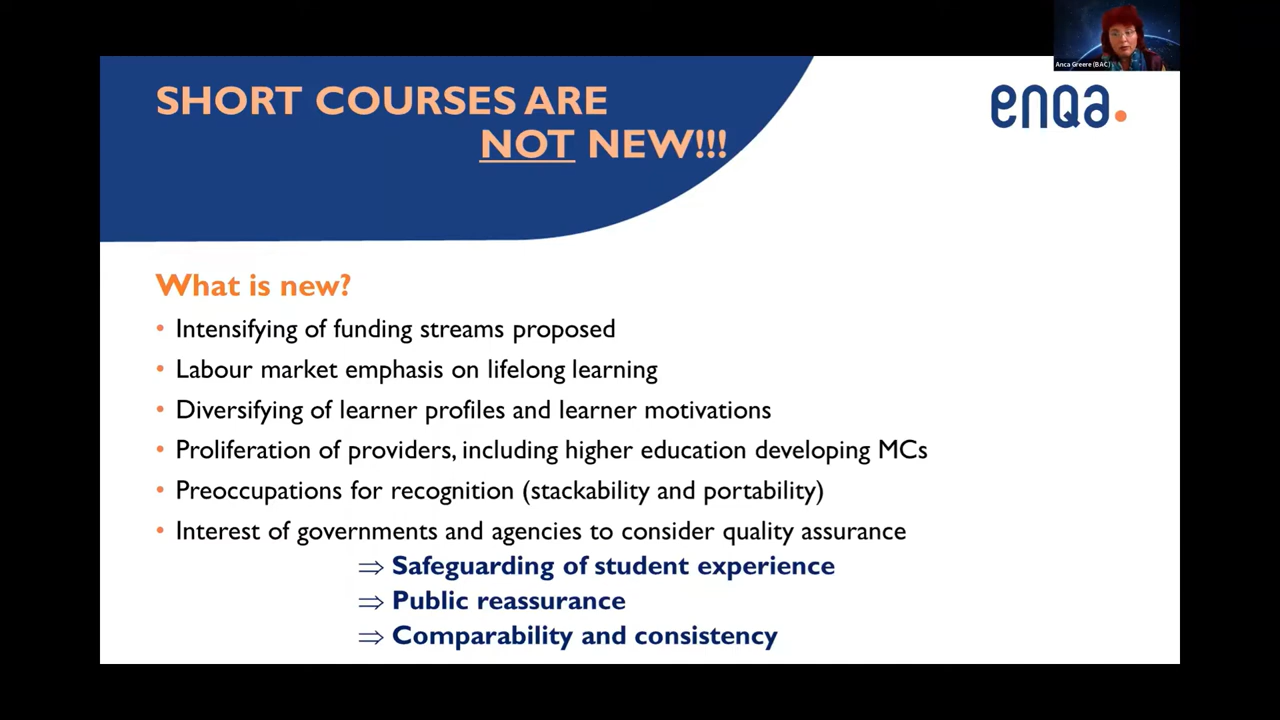 Anca Greere (BAC)
SHORT COURSES ARE
NOT NEW!!!
enqa.
What is new?
• Intensifying of funding streams proposed
• Labour market emphasis on lifelong learning
• Diversifying of learner profiles and learner motivations
• Proliferation of providers, including higher education developing MCs
• Preoccupations for recognition (stackability and portability)
• Interest of governments and agencies to consider quality assurance
⇒ Safeguarding of student experience
⇒ Public reassurance
⇒ Comparability and consistency